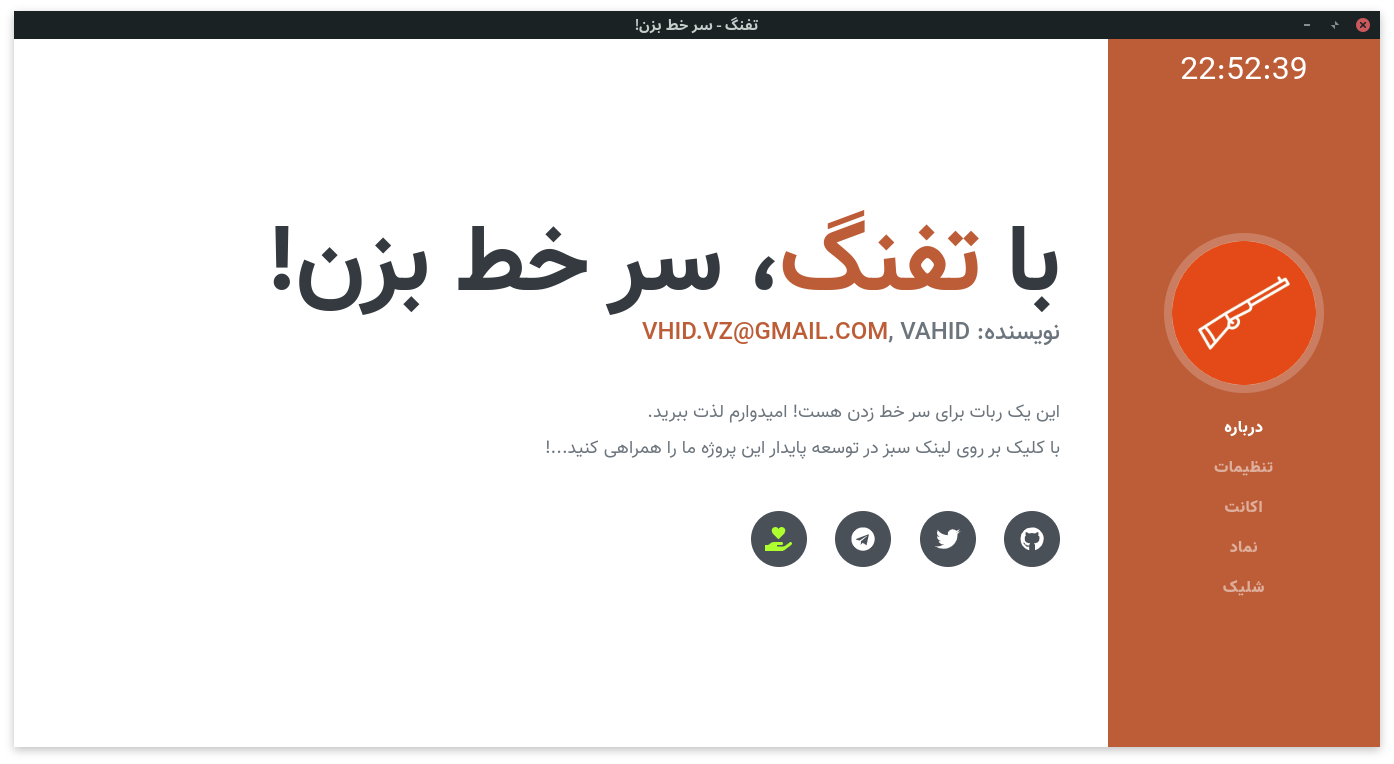 تفنگ - سر خط بزن!
22:52:39
درباره
تنظیمات
اکانت
نماد
شلیک
با تفنگ، سر خط بزن!
نویسنده: VHID.VZ@GMAIL.COM, VAHID
این یک ربات برای سر خط زدن هست! امیدوارم لذت ببرید.
با کلیک بر روی لینک سبز در توسعه پایدار این پروژه ما را همراهی کنید...!